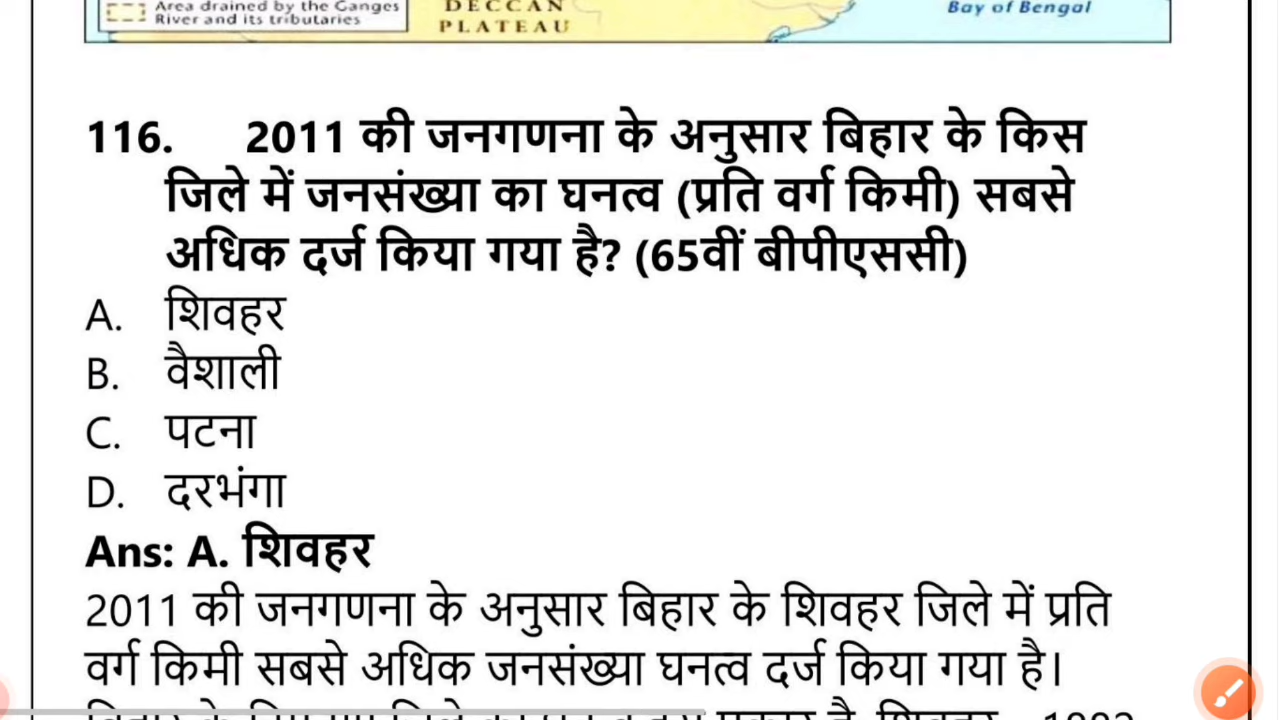 Area drained by the Ganges
River and its tributaries
DECCAN
PLATEAU
Bay of Bengal
116. 2011 की जनगणना के अनुसार बिहार के किस
जिले में जनसंख्या का घनत्व (प्रति वर्ग किमी) सबसे
अधिक दर्ज किया गया है? (65वीं बीपीएससी)
A. शिवहर
B. वैशाली
C. पटना
D. दरभंगा
Ans: A. शिवहर
2011 की जनगणना के अनुसार बिहार के शिवहर जिले में प्रति
वर्ग किमी सबसे अधिक जनसंख्या घनत्व दर्ज किया गया है।